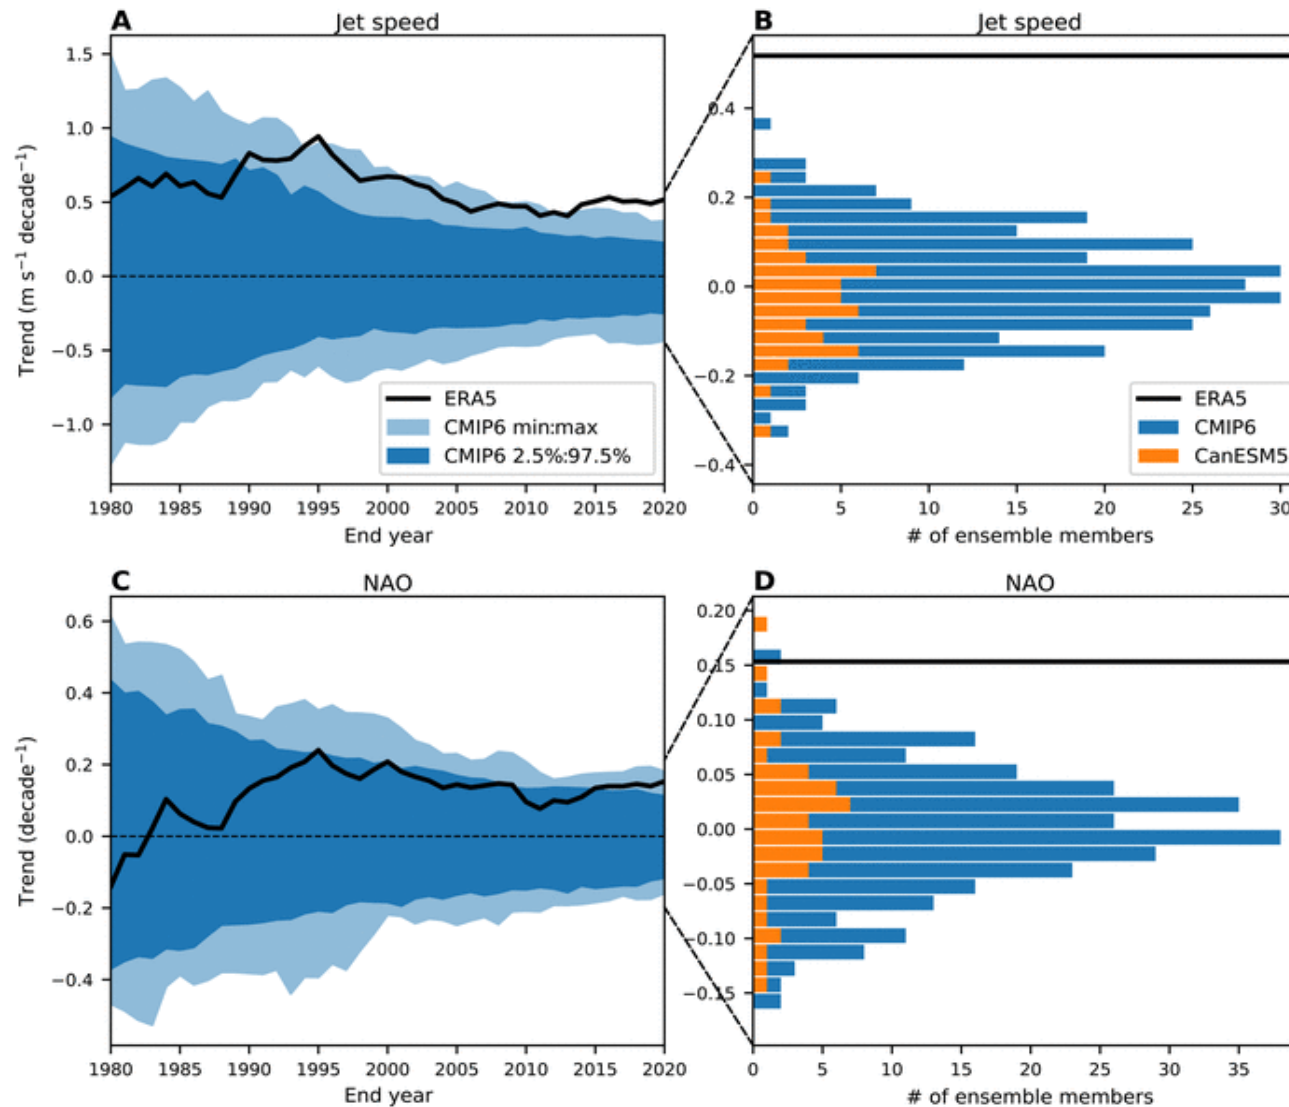 A Jet speed
1.5
1.0
0.5
0.0
−0.5
−1.0
Trend (m s⁻¹ decade⁻¹)
ERA5
CMIP6 min:max
CMIP6 2.5%:97.5%
1980 1985 1990 1995 2000 2005 2010 2015 2020
End year
B Jet speed
0.4
0.2
0.0
−0.2
−0.4
ERA5
CMIP6
CanESM5
0 5 10 15 20 25 30
# of ensemble members
C NAO
0.6
0.4
0.2
0.0
−0.2
−0.4
Trend (decade⁻¹)
1980 1985 1990 1995 2000 2005 2010 2015 2020
End year
D NAO
0.20
0.15
0.10
0.05
0.00
−0.05
−0.10
−0.15
0 5 10 15 20 25 30 35
# of ensemble members